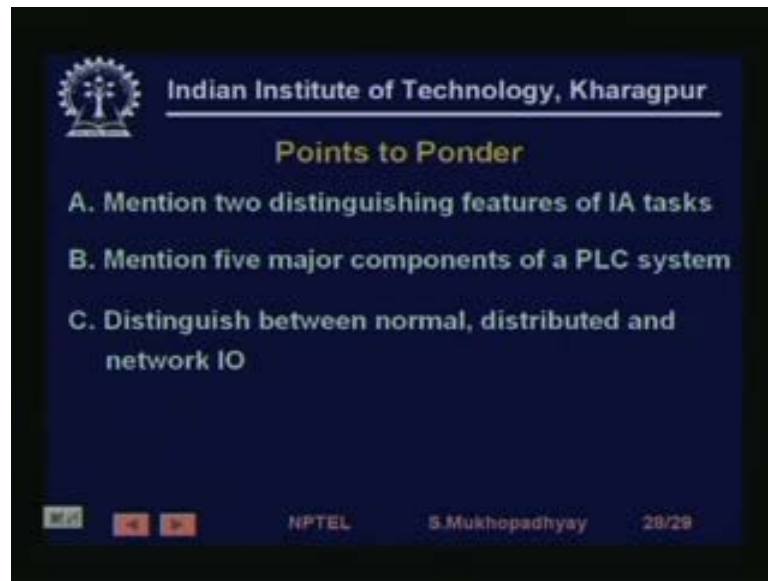 Indian Institute of Technology, Kharagpur
Points to Ponder
A. Mention two distinguishing features of IA tasks
B. Mention five major components of a PLC system
C. Distinguish between normal, distributed and
network IO
NPTEL S.Mukhopadhyay 28/29